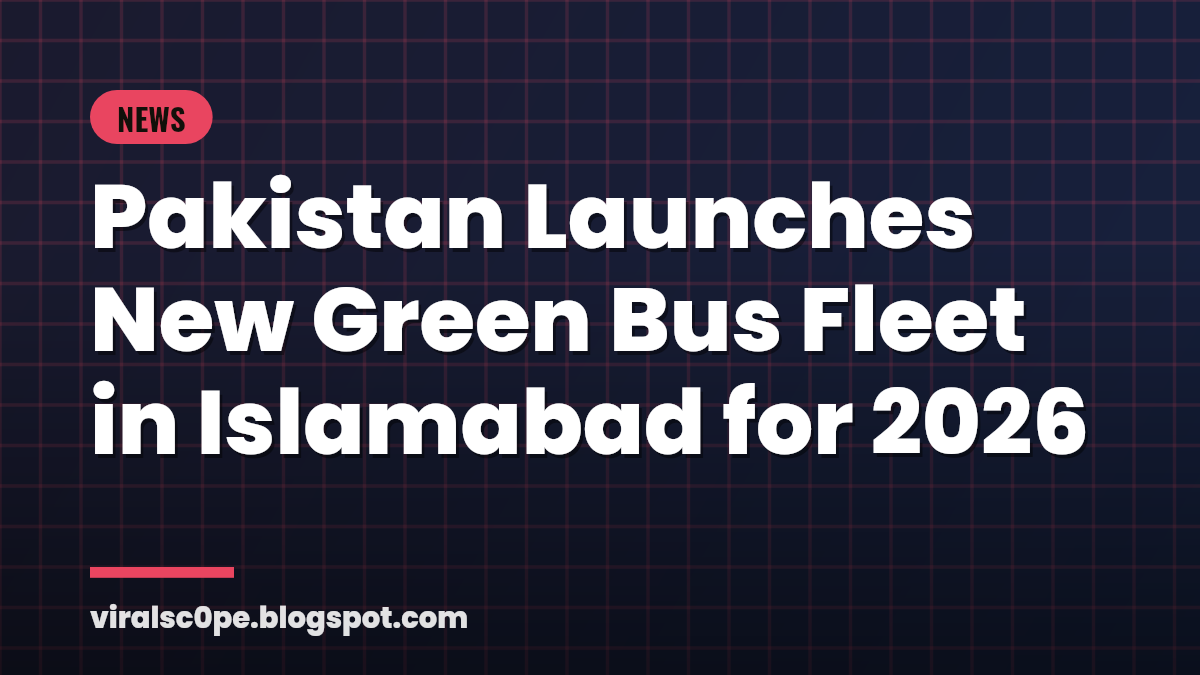 NEWS
Pakistan Launches
New Green Bus Fleet
in Islamabad for 2026
viralsc0pe.blogspot.com